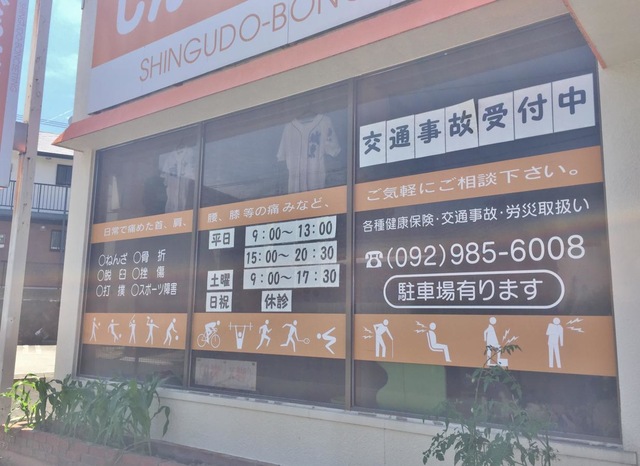 SHINGUDO-BON
交通事故受付中
日常で痛めた首、肩、腰、膝等の痛みなど、ご気軽にご相談下さい。
○ねんざ ○骨折
○脱臼 ○挫傷
○打撲 ○スポーツ障害
平日 9:00〜13:00
15:00〜20:30
土曜 9:00〜17:30
日祝 休診
各種健康保険・交通事故・労災取扱い
☎(092)985-6008
駐車場有ります